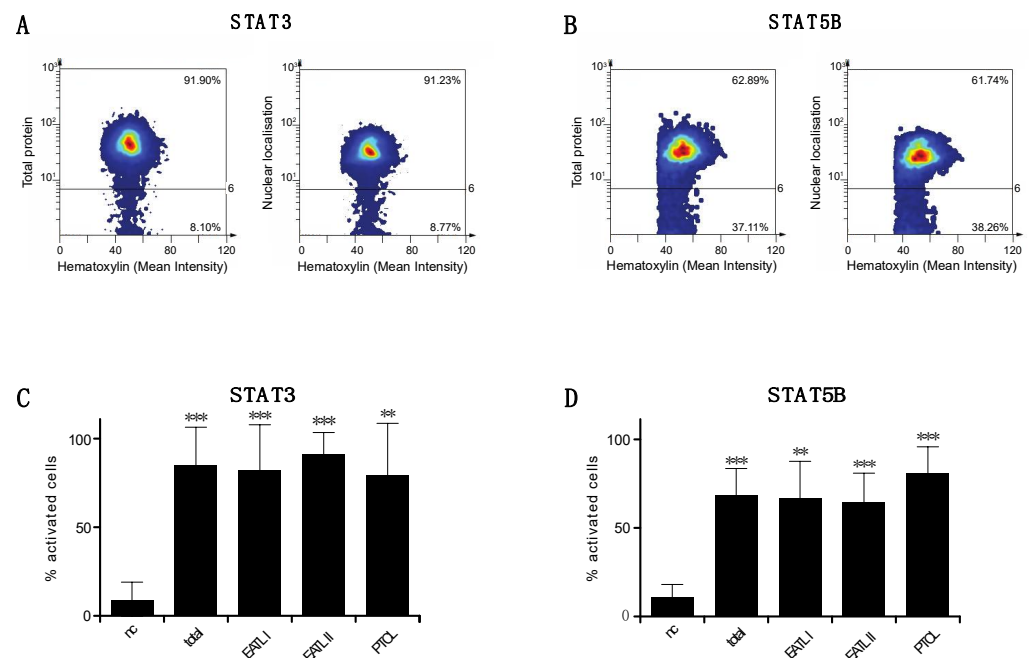 A
STAT3
B
STAT5B
10³
91.90%
Total protein
10²
10¹
6
8.10%
0 40 80 120
Hematoxylin (Mean Intensity)
10³
91.23%
Nuclear localisation
10²
10¹
6
8.77%
0 40 80 120
Hematoxylin (Mean Intensity)
10³
62.89%
Total protein
10²
10¹
6
37.11%
0 40 80 120
Hematoxylin (Mean Intensity)
10³
61.74%
Nuclear localisation
10²
10¹
6
38.26%
0 40 80 120
Hematoxylin (Mean Intensity)
C
STAT3
*** *** *** **
% activated cells
100
50
0
nc total EATL I EATL II PTCL
D
STAT5B
*** ** *** ***
% activated cells
100
50
0
nc total EATL I EATL II PTCL